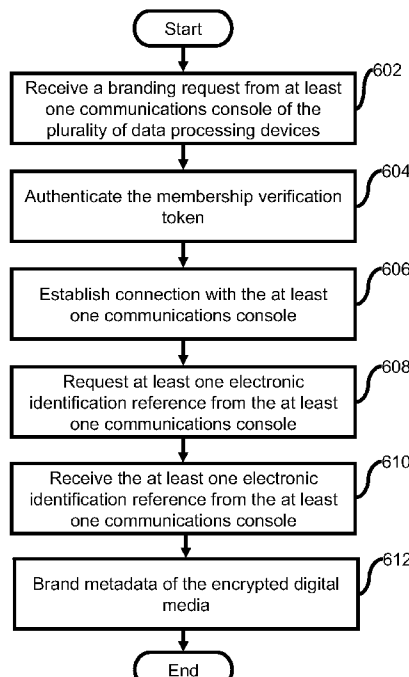 Start
Receive a branding request from at least
one communications console of the
plurality of data processing devices
602
Authenticate the membership verification
token
604
Establish connection with the at least
one communications console
606
Request at least one electronic
identification reference from the at least
one communications console
608
Receive the at least one electronic
identification reference from the at least
one communications console
610
Brand metadata of the encrypted digital
media
612
End